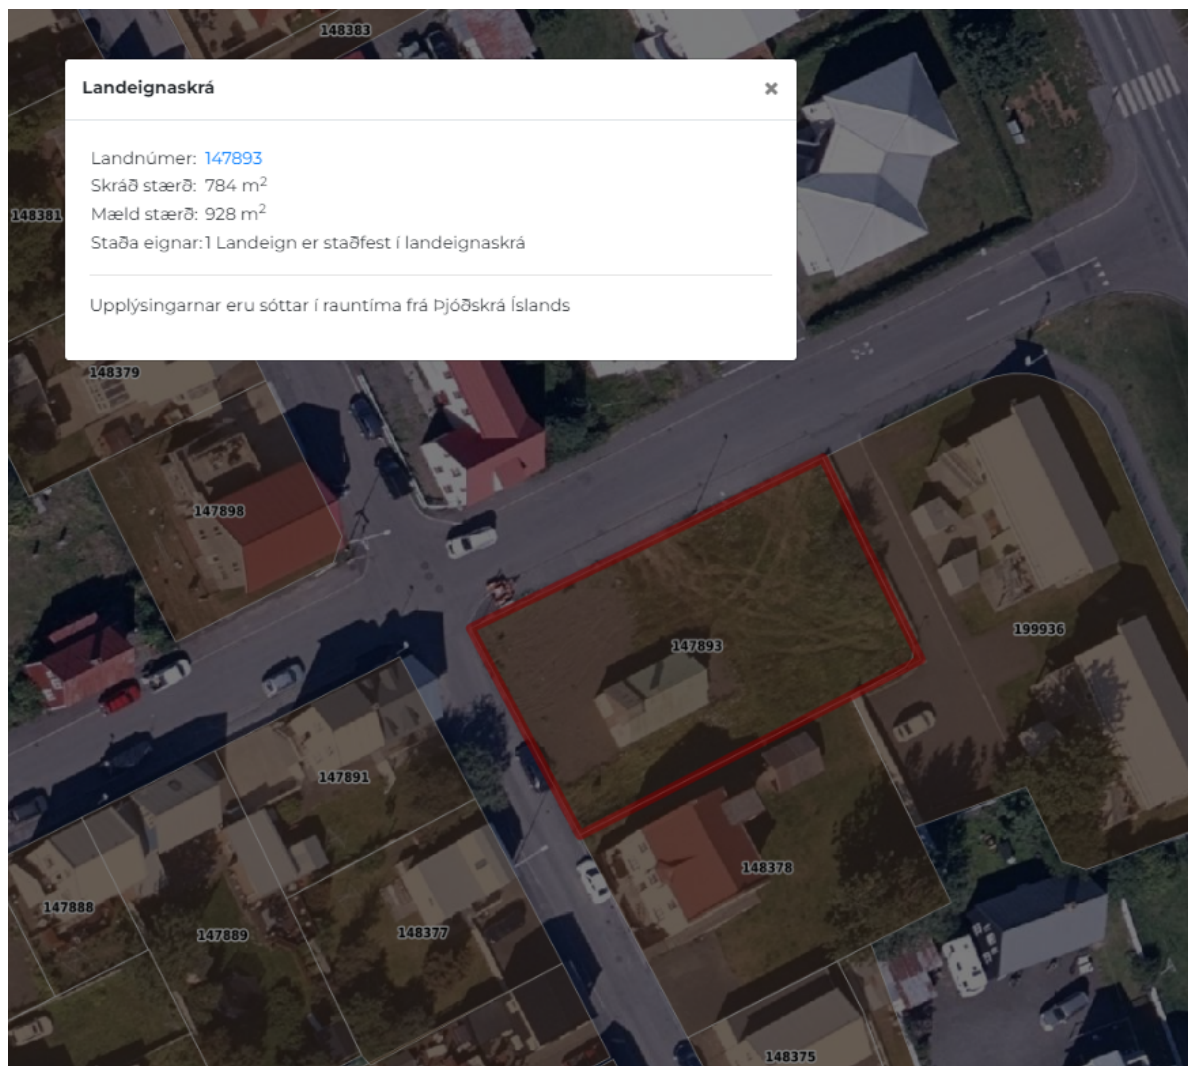 148383
Landeignaskrá
×
Landnúmer: 147893
Skráð stærð: 784 m²
Mæld stærð: 928 m²
Staða eignar: 1 Landeign er staðfest í landeignaskrá
Upplýsingarnar eru sóttar í rauntíma frá Þjóðskrá Íslands
148381
148379
147898
147893
199936
147891
148378
147888
147889
148377
148375